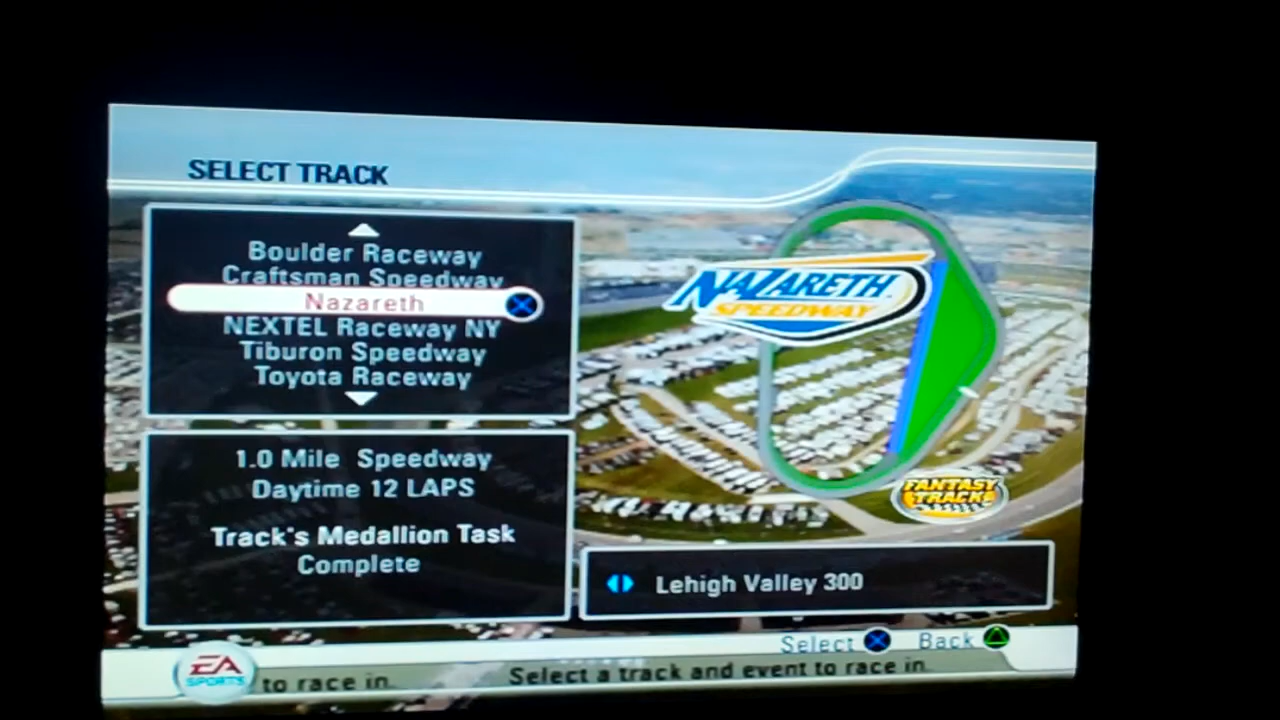 SELECT TRACK
Boulder Raceway
Craftsman Speedway
Nazareth
NEXTEL Raceway NY
Tiburon Speedway
Toyota Raceway
1.0 Mile Speedway
Daytime 12 LAPS
Track's Medallion Task
Complete
NAZARETH
SPEEDWAY
FANTASY
TRACK
Lehigh Valley 300
Select Back
EA
SPORTS
to race in.
Select a track and event to race in.